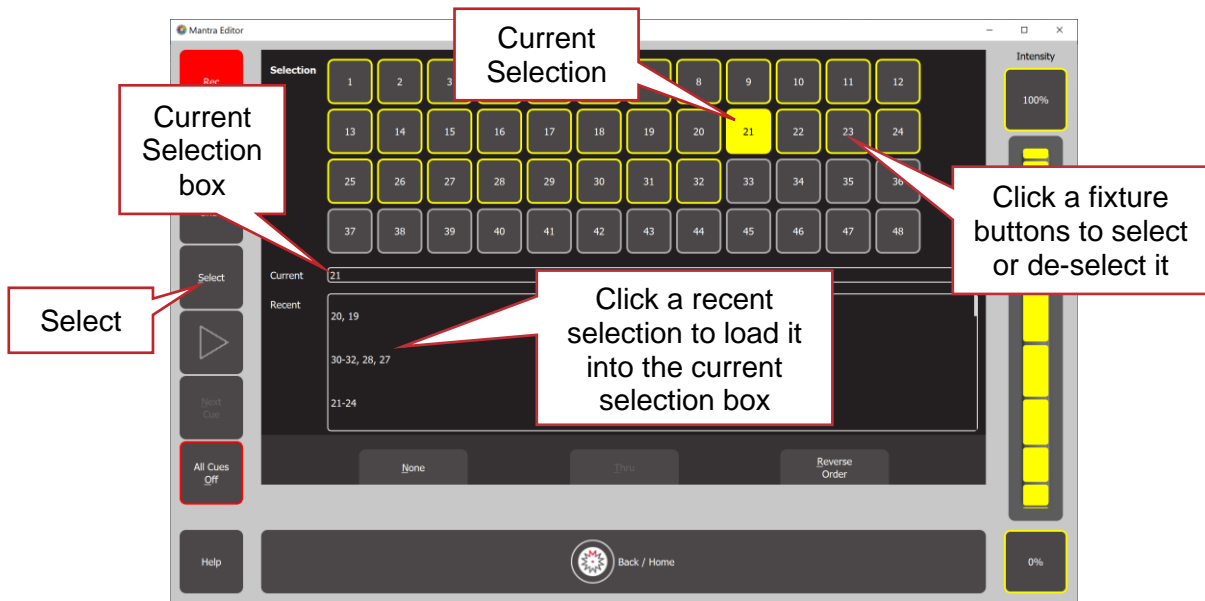 Mantra Editor
Current
Selection
Intensity
Rec
Selection
1 2 3 8 9 10 11 12
100%
Current
Selection
box
13 14 15 16 17 18 19 20 21 22 23 24
25 26 27 28 29 30 31 32 33 34 35 36
Click a fixture
buttons to select
or de-select it
37 38 39 40 41 42 43 44 45 46 47 48
Select
Current 21
Recent
20, 19
30-32, 28, 27
21-24
Click a recent
selection to load it
into the current
selection box
Select
Next
Cue
All Cues
Off
None Thru Reverse
Order
Help
Back / Home
0%